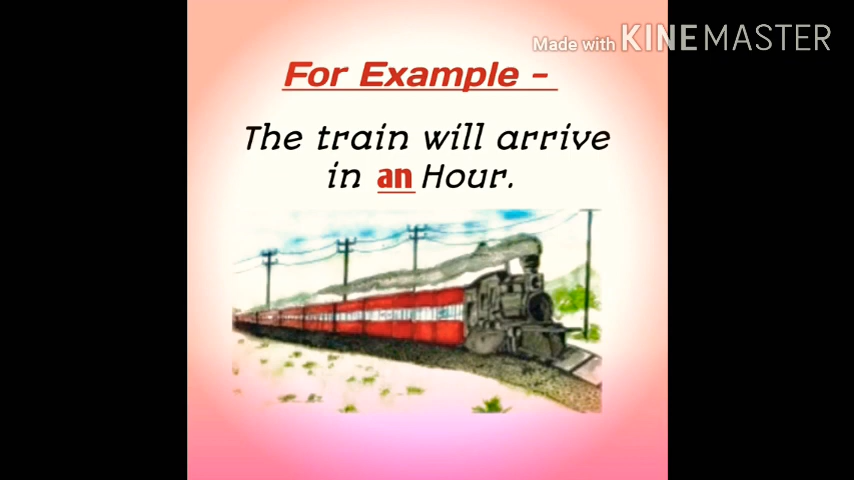 Made with KINEMASTER
For Example -
The train will arrive
in an Hour.